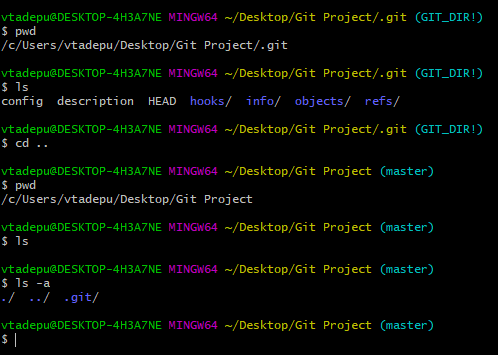 vtadepu@DESKTOP-4H3A7NE MINGW64 ~/Desktop/Git Project/.git (GIT_DIR!)
$ pwd
/c/Users/vtadepu/Desktop/Git Project/.git
vtadepu@DESKTOP-4H3A7NE MINGW64 ~/Desktop/Git Project/.git (GIT_DIR!)
$ ls
config  description  HEAD  hooks/  info/  objects/  refs/
vtadepu@DESKTOP-4H3A7NE MINGW64 ~/Desktop/Git Project/.git (GIT_DIR!)
$ cd ..
vtadepu@DESKTOP-4H3A7NE MINGW64 ~/Desktop/Git Project (master)
$ pwd
/c/Users/vtadepu/Desktop/Git Project
vtadepu@DESKTOP-4H3A7NE MINGW64 ~/Desktop/Git Project (master)
$ ls
vtadepu@DESKTOP-4H3A7NE MINGW64 ~/Desktop/Git Project (master)
$ ls -a
./  ../  .git/
vtadepu@DESKTOP-4H3A7NE MINGW64 ~/Desktop/Git Project (master)
$